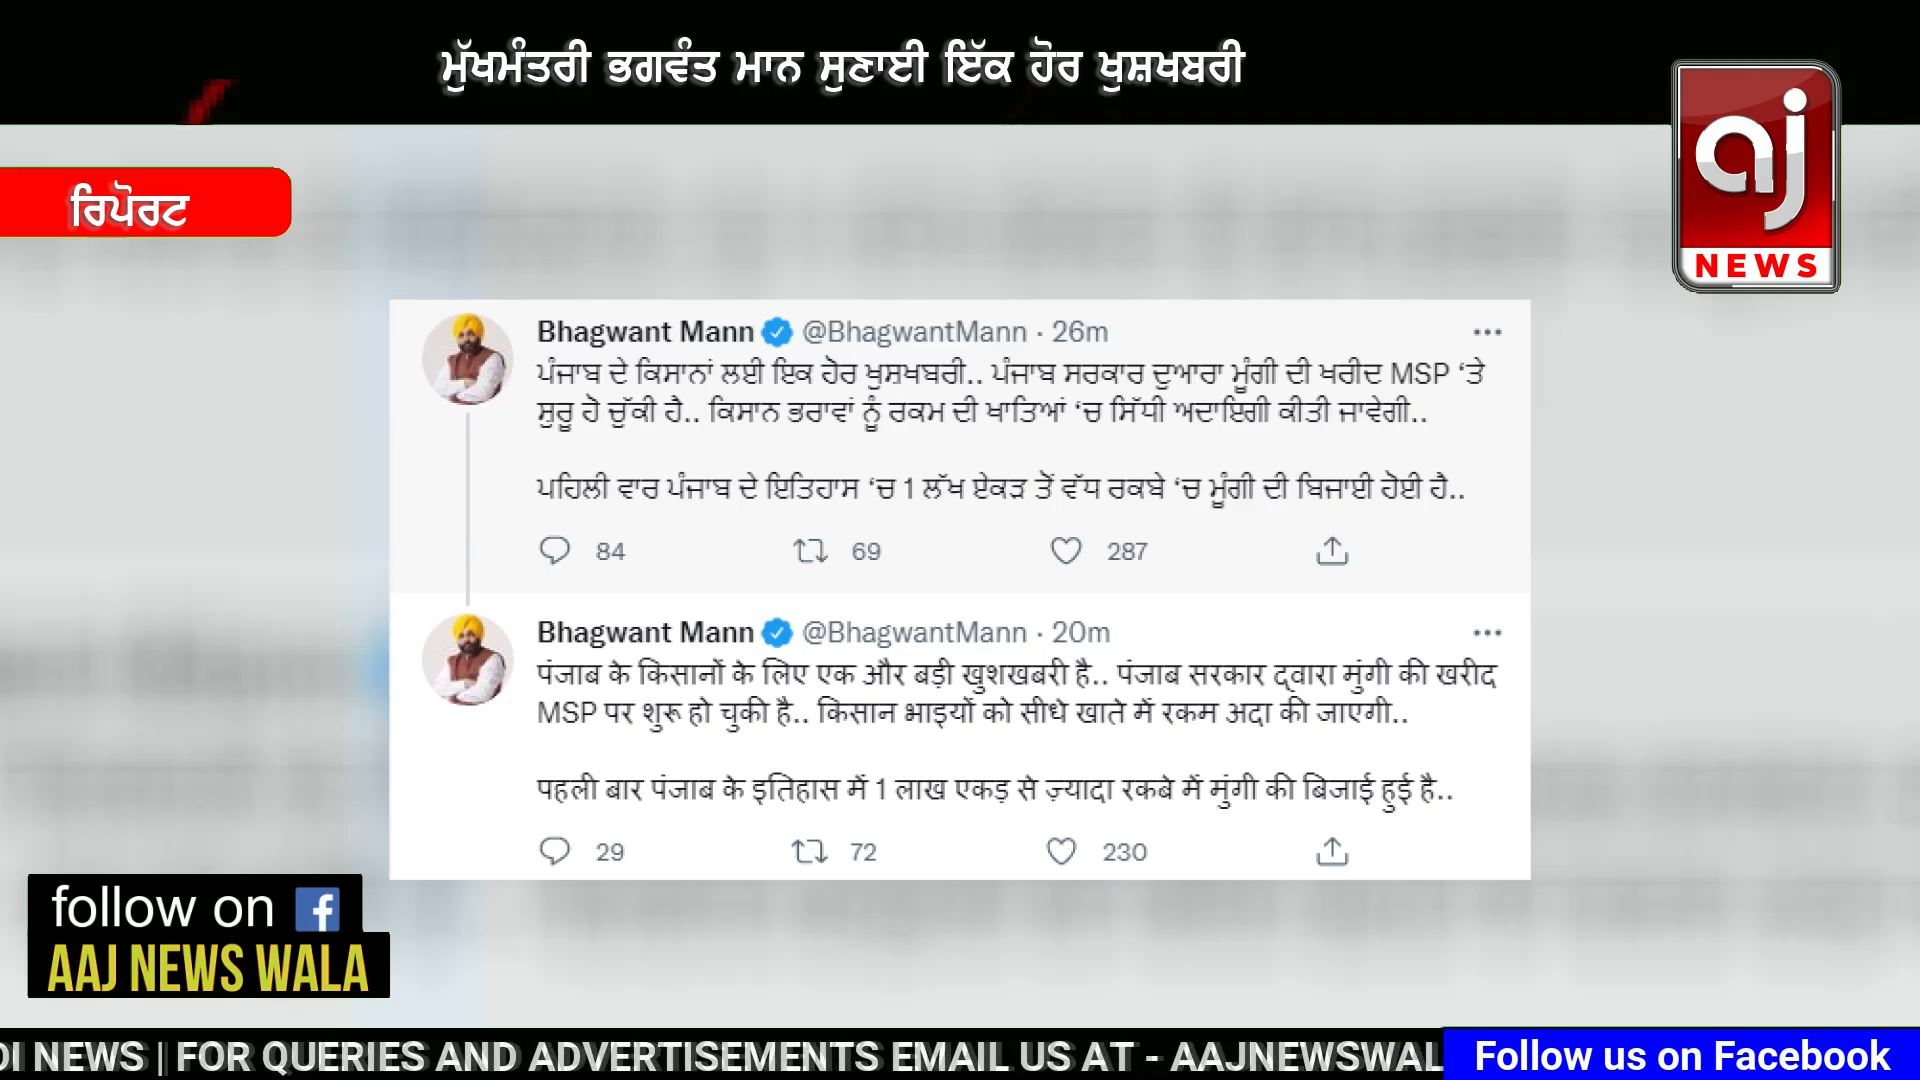 ਮੁੱਖਮੰਤਰੀ ਭਗਵੰਤ ਮਾਨ ਸੁਣਾਈ ਇੱਕ ਹੋਰ ਖੁਸ਼ਖਬਰੀ
aj
NEWS
ਰਿਪੋਰਟ
Bhagwant Mann @BhagwantMann · 26m
ਪੰਜਾਬ ਦੇ ਕਿਸਾਨਾਂ ਲਈ ਇਕ ਹੋਰ ਖੁਸ਼ਖਬਰੀ.. ਪੰਜਾਬ ਸਰਕਾਰ ਦੁਆਰਾ ਮੂੰਗੀ ਦੀ ਖਰੀਦ MSP ‘ਤੇ
ਸ਼ੁਰੂ ਹੋ ਚੁੱਕੀ ਹੈ.. ਕਿਸਾਨ ਭਰਾਵਾਂ ਨੂੰ ਰਕਮ ਦੀ ਖਾਤਿਆਂ ‘ਚ ਸਿੱਧੀ ਅਦਾਇਗੀ ਕੀਤੀ ਜਾਵੇਗੀ..
ਪਹਿਲੀ ਵਾਰ ਪੰਜਾਬ ਦੇ ਇਤਿਹਾਸ ‘ਚ 1 ਲੱਖ ਏਕੜ ਤੋਂ ਵੱਧ ਰਕਬੇ ‘ਚ ਮੂੰਗੀ ਦੀ ਬਿਜਾਈ ਹੋਈ ਹੈ..
84 69 287
Bhagwant Mann @BhagwantMann · 20m
पंजाब के किसानों के लिए एक और बड़ी खुशखबरी है.. पंजाब सरकार द्वारा मुंगी की खरीद
MSP पर शुरू हो चुकी है.. किसान भाइयों को सीधे खाते में रकम अदा की जाएगी..
पहली बार पंजाब के इतिहास में 1 लाख एकड़ से ज़्यादा रकबे में मुंगी की बिजाई हुई है..
29 72 230
follow on f
AAJ NEWS WALA
DI NEWS | FOR QUERIES AND ADVERTISEMENTS EMAIL US AT - AAJNEWSWAL
Follow us on Facebook